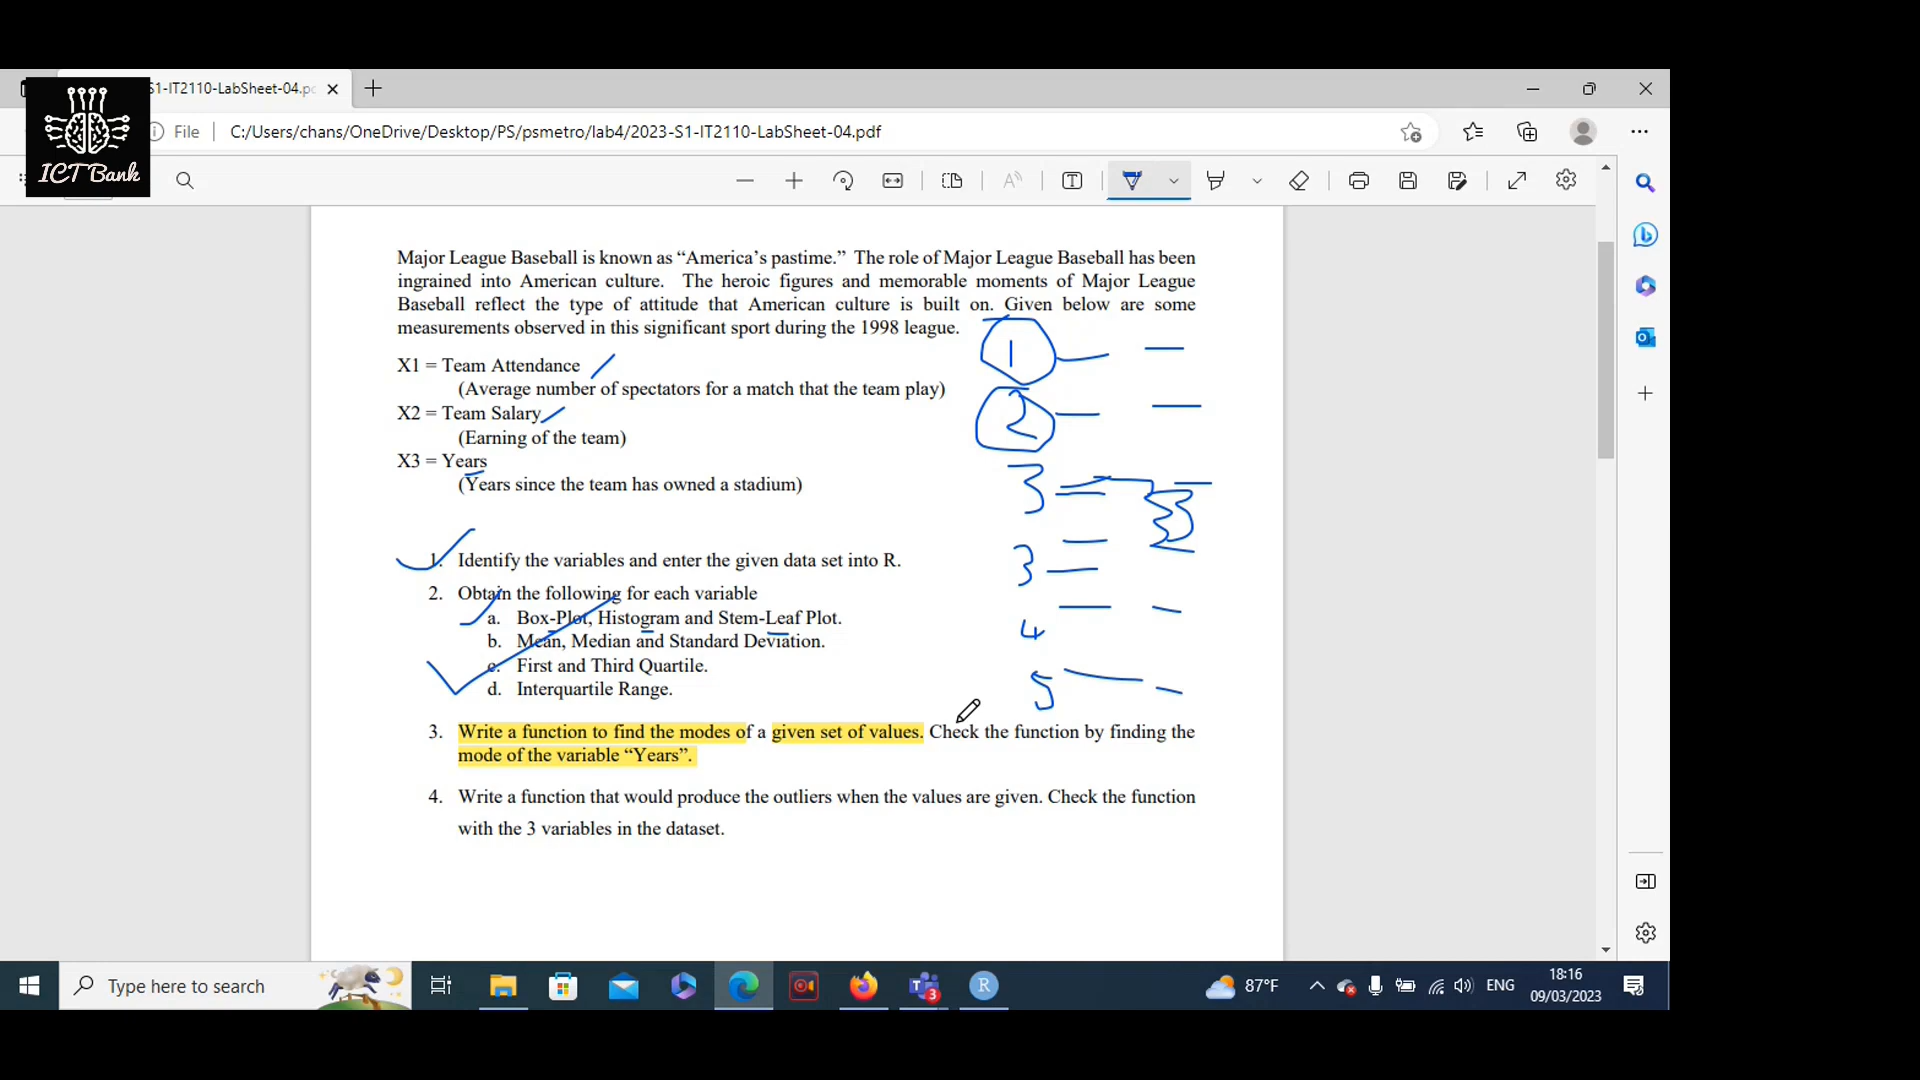 S1-IT2110-LabSheet-04.pd
ICT Bank
File
C:/Users/chans/OneDrive/Desktop/PS/psmetro/lab4/2023-S1-IT2110-LabSheet-04.pdf
Major League Baseball is known as “America’s pastime.” The role of Major League Baseball has been
ingrained into American culture. The heroic figures and memorable moments of Major League
Baseball reflect the type of attitude that American culture is built on. Given below are some
measurements observed in this significant sport during the 1998 league.
X1 = Team Attendance
(Average number of spectators for a match that the team play)
X2 = Team Salary
(Earning of the team)
X3 = Years
(Years since the team has owned a stadium)
1
2
3
3
3
4
5
1. Identify the variables and enter the given data set into R.
2. Obtain the following for each variable
a. Box-Plot, Histogram and Stem-Leaf Plot.
b. Mean, Median and Standard Deviation.
c. First and Third Quartile.
d. Interquartile Range.
3. Write a function to find the modes of a given set of values. Check the function by finding the
mode of the variable “Years”.
4. Write a function that would produce the outliers when the values are given. Check the function
with the 3 variables in the dataset.
Type here to search
3
R
87°F
ENG
18:16
09/03/2023